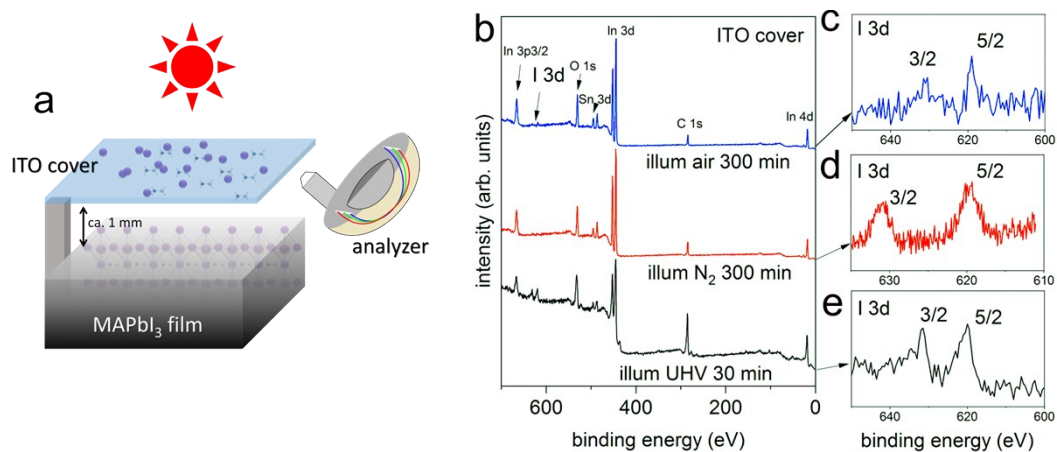 a
ITO cover
ca. 1 mm
analyzer
MAPbI₃ film
b
ITO cover
In 3d
In 3p3/2
I 3d
O 1s
Sn 3d
C 1s
In 4d
illum air 300 min
illum N₂ 300 min
illum UHV 30 min
intensity (arb. units)
600 400 200 0
binding energy (eV)
c
I 3d
3/2
5/2
640 620 600
d
I 3d
3/2
5/2
630 620 610
e
I 3d
3/2
5/2
640 620 600
binding energy (eV)